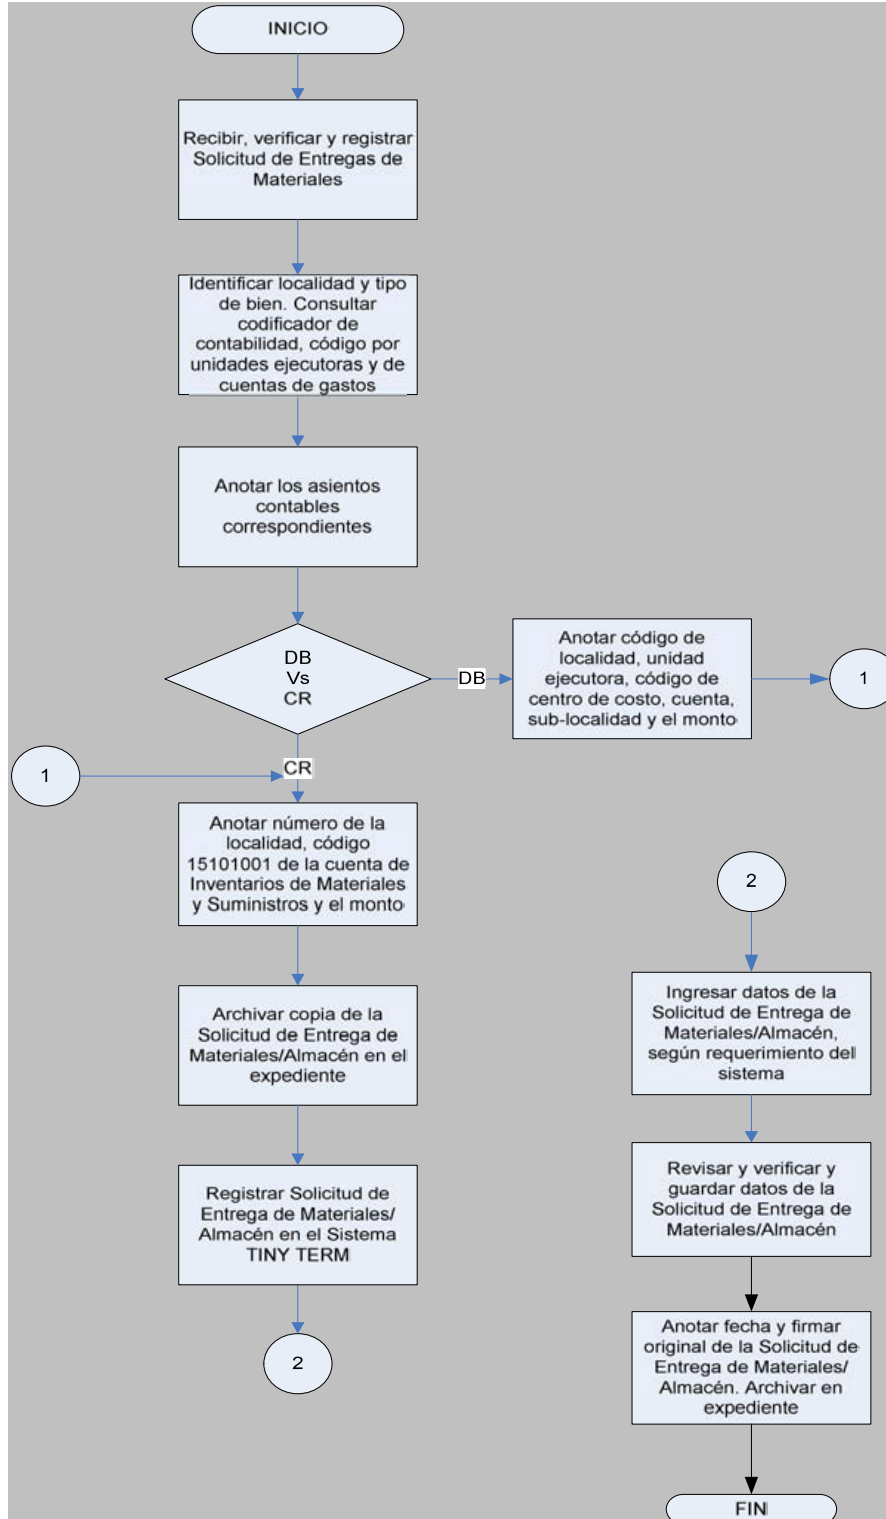 INICIO
Recibir, verificar y registrar
Solicitud de Entregas de
Materiales
Identificar localidad y tipo
de bien. Consultar
codificador de
contabilidad, código por
unidades ejecutoras y de
cuentas de gastos
Anotar los asientos
contables
correspondientes
DB
Vs
CR
DB
Anotar código de
localidad, unidad
ejecutora, código de
centro de costo, cuenta,
sub-localidad y el monto
1
1
CR
Anotar número de la
localidad, código
15101001 de la cuenta de
Inventarios de Materiales
y Suministros y el monto
Archivar copia de la
Solicitud de Entrega de
Materiales/Almacén en el
expediente
Registrar Solicitud de
Entrega de Materiales/
Almacén en el Sistema
TINY TERM
2
2
Ingresar datos de la
Solicitud de Entrega de
Materiales/Almacén,
según requerimiento del
sistema
Revisar y verificar y
guardar datos de la
Solicitud de Entrega de
Materiales/Almacén
Anotar fecha y firmar
original de la Solicitud de
Entrega de Materiales/
Almacén. Archivar en
expediente
FIN